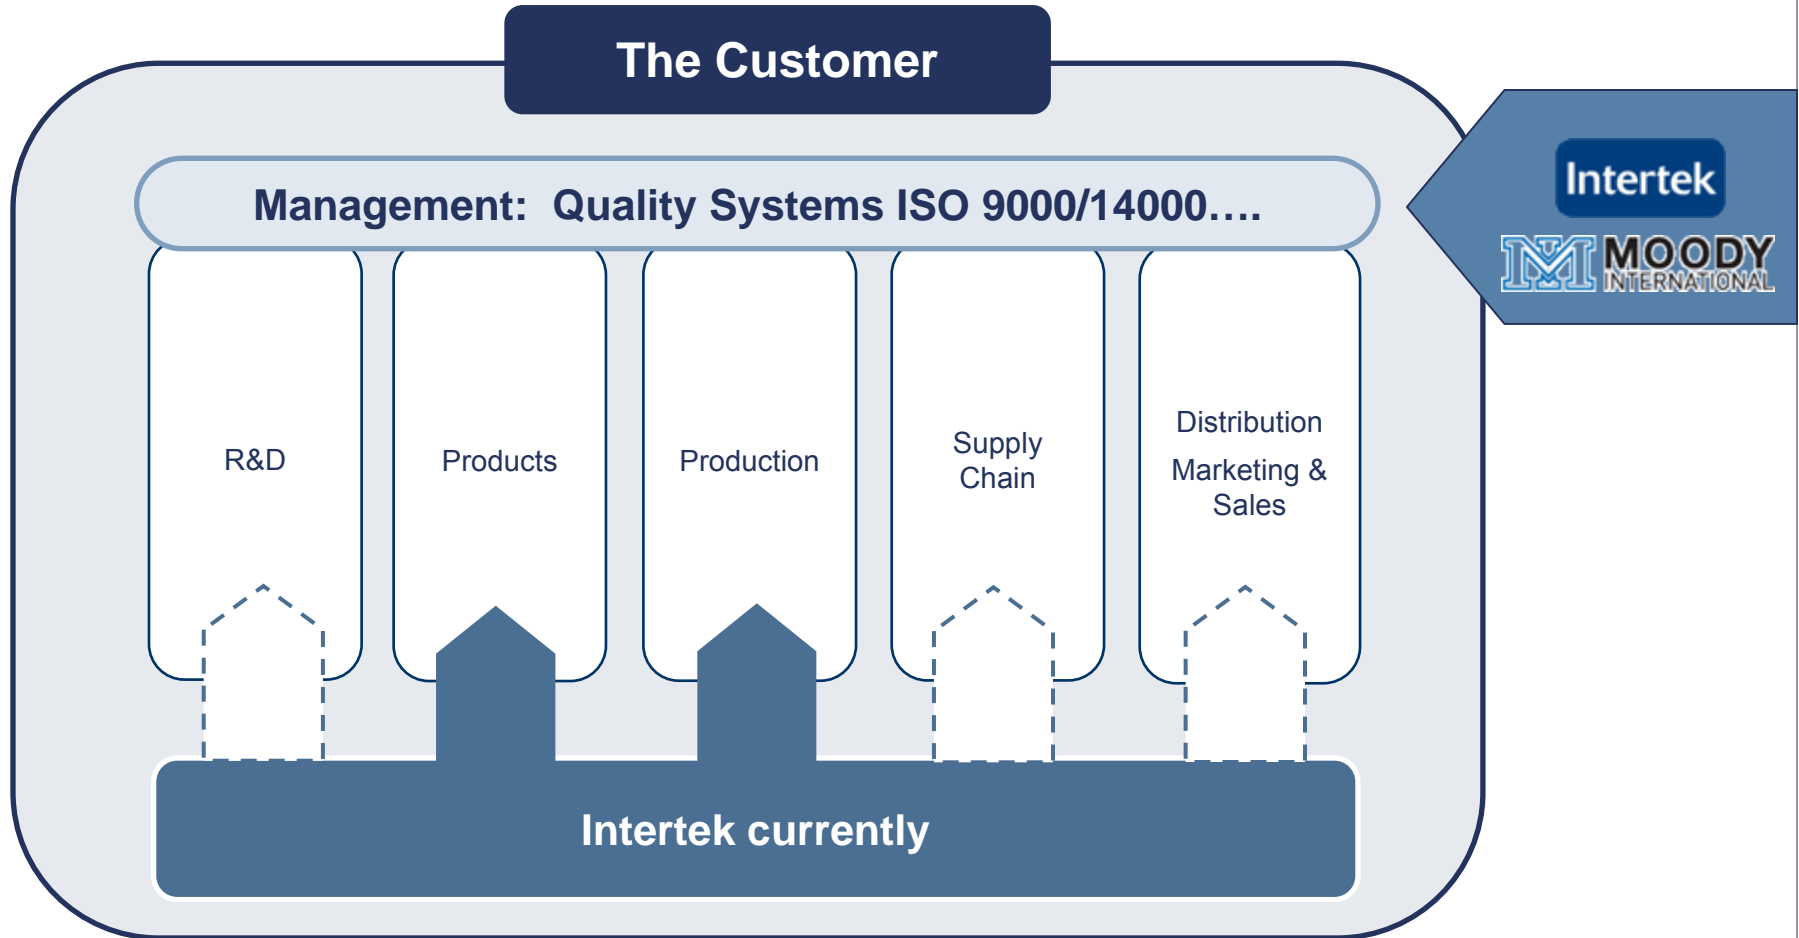 The Customer
Management:  Quality Systems ISO 9000/14000….
Intertek
MOODY
INTERNATIONAL
R&D
Products
Production
Supply
Chain
Distribution
Marketing &
Sales
Intertek currently